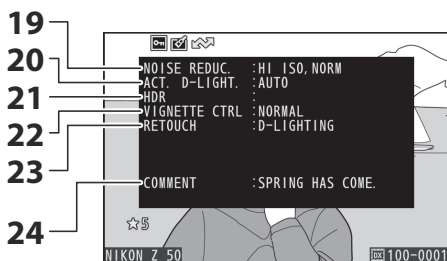 19
20
21
22
23
24
NOISE REDUC. :HI ISO,NORM
ACT. D-LIGHT. :AUTO
HDR :
VIGNETTE CTRL :NORMAL
RETOUCH :D-LIGHTING
COMMENT :SPRING HAS COME.
☆5
NIKON Z 50
DX 100-0001